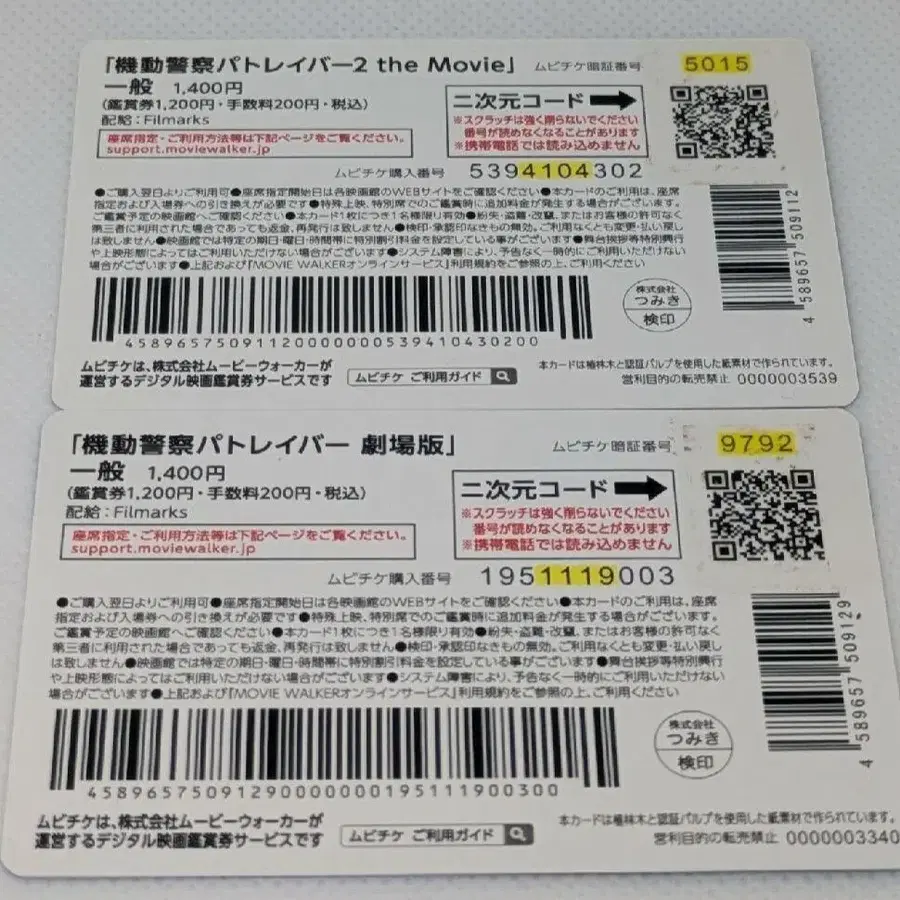 「機動警察パトレイバー2 the Movie」 ムビチケ暗証番号 5015
一般 1,400円
(鑑賞券1,200円・手数料200円・税込)
配給:Filmarks
二次元コード
※スクラッチは強く削らないでください
番号が読めなくなることがあります
※携帯電話では読み込めません
座席指定・ご利用方法等は下記ページをご覧ください。
support.moviewalker.jp
ムビチケ購入番号 5394104302
●ご購入翌日よりご利用可●座席指定開始日は各映画館のWEBサイトをご確認ください●本カードのご利用は、座席
指定および入場券への引き換えが必要です●特殊上映、特別席でのご鑑賞時に追加料金が発生する場合がございます。
ご鑑賞予定の映画館へご確認ください●本カード1枚につき1名様限り有効●紛失・盗難・改竄、またはお客様の許可なく
第三者に利用された場合であっても返金、再発行は致しません●検印・承認印なきもの無効。ご利用なくとも変更・払い戻し
は致しません●映画館では特定の期日・曜日・時間帯に特別割引料金を設定している事がございます●舞台挨拶等特別興行
や上映形態によってはご利用いただけない場合がございます●システム障害により、予告なく一時的にご利用いただけない
場合がございます●上記および「MOVIE WALKERオンラインサービス」利用規約をご参照の上、ご利用ください
4589657509112
45896575091120000000539410430200
株式会社
つみき
検印
ムビチケは、株式会社ムービーウォーカーが
運営するデジタル映画鑑賞券サービスです
ムビチケ ご利用ガイド
本カードは植林木と認証パルプを使用した紙素材で作られています。
営利目的の転売禁止 0000003539
「機動警察パトレイバー 劇場版」 ムビチケ暗証番号 9792
一般 1,400円
(鑑賞券1,200円・手数料200円・税込)
配給:Filmarks
二次元コード
※スクラッチは強く削らないでください
番号が読めなくなることがあります
※携帯電話では読み込めません
座席指定・ご利用方法等は下記ページをご覧ください。
support.moviewalker.jp
ムビチケ購入番号 1951119003
●ご購入翌日よりご利用可●座席指定開始日は各映画館のWEBサイトをご確認ください●本カードのご利用は、座席
指定および入場券への引き換えが必要です●特殊上映、特別席でのご鑑賞時に追加料金が発生する場合がございます。
ご鑑賞予定の映画館へご確認ください●本カード1枚につき1名様限り有効●紛失・盗難・改竄、またはお客様の許可なく
第三者に利用された場合であっても返金、再発行は致しません●検印・承認印なきもの無効。ご利用なくとも変更・払い戻し
は致しません●映画館では特定の期日・曜日・時間帯に特別割引料金を設定している事がございます●舞台挨拶等特別興行
や上映形態によってはご利用いただけない場合がございます●システム障害により、予告なく一時的にご利用いただけない
場合がございます●上記および「MOVIE WALKERオンラインサービス」利用規約をご参照の上、ご利用ください
4589657509129
45896575091290000000195111900300
株式会社
つみき
検印
ムビチケは、株式会社ムービーウォーカーが
運営するデジタル映画鑑賞券サービスです
ムビチケ ご利用ガイド
本カードは植林木と認証パルプを使用した紙素材で作られています。
営利目的の転売禁止 0000003340